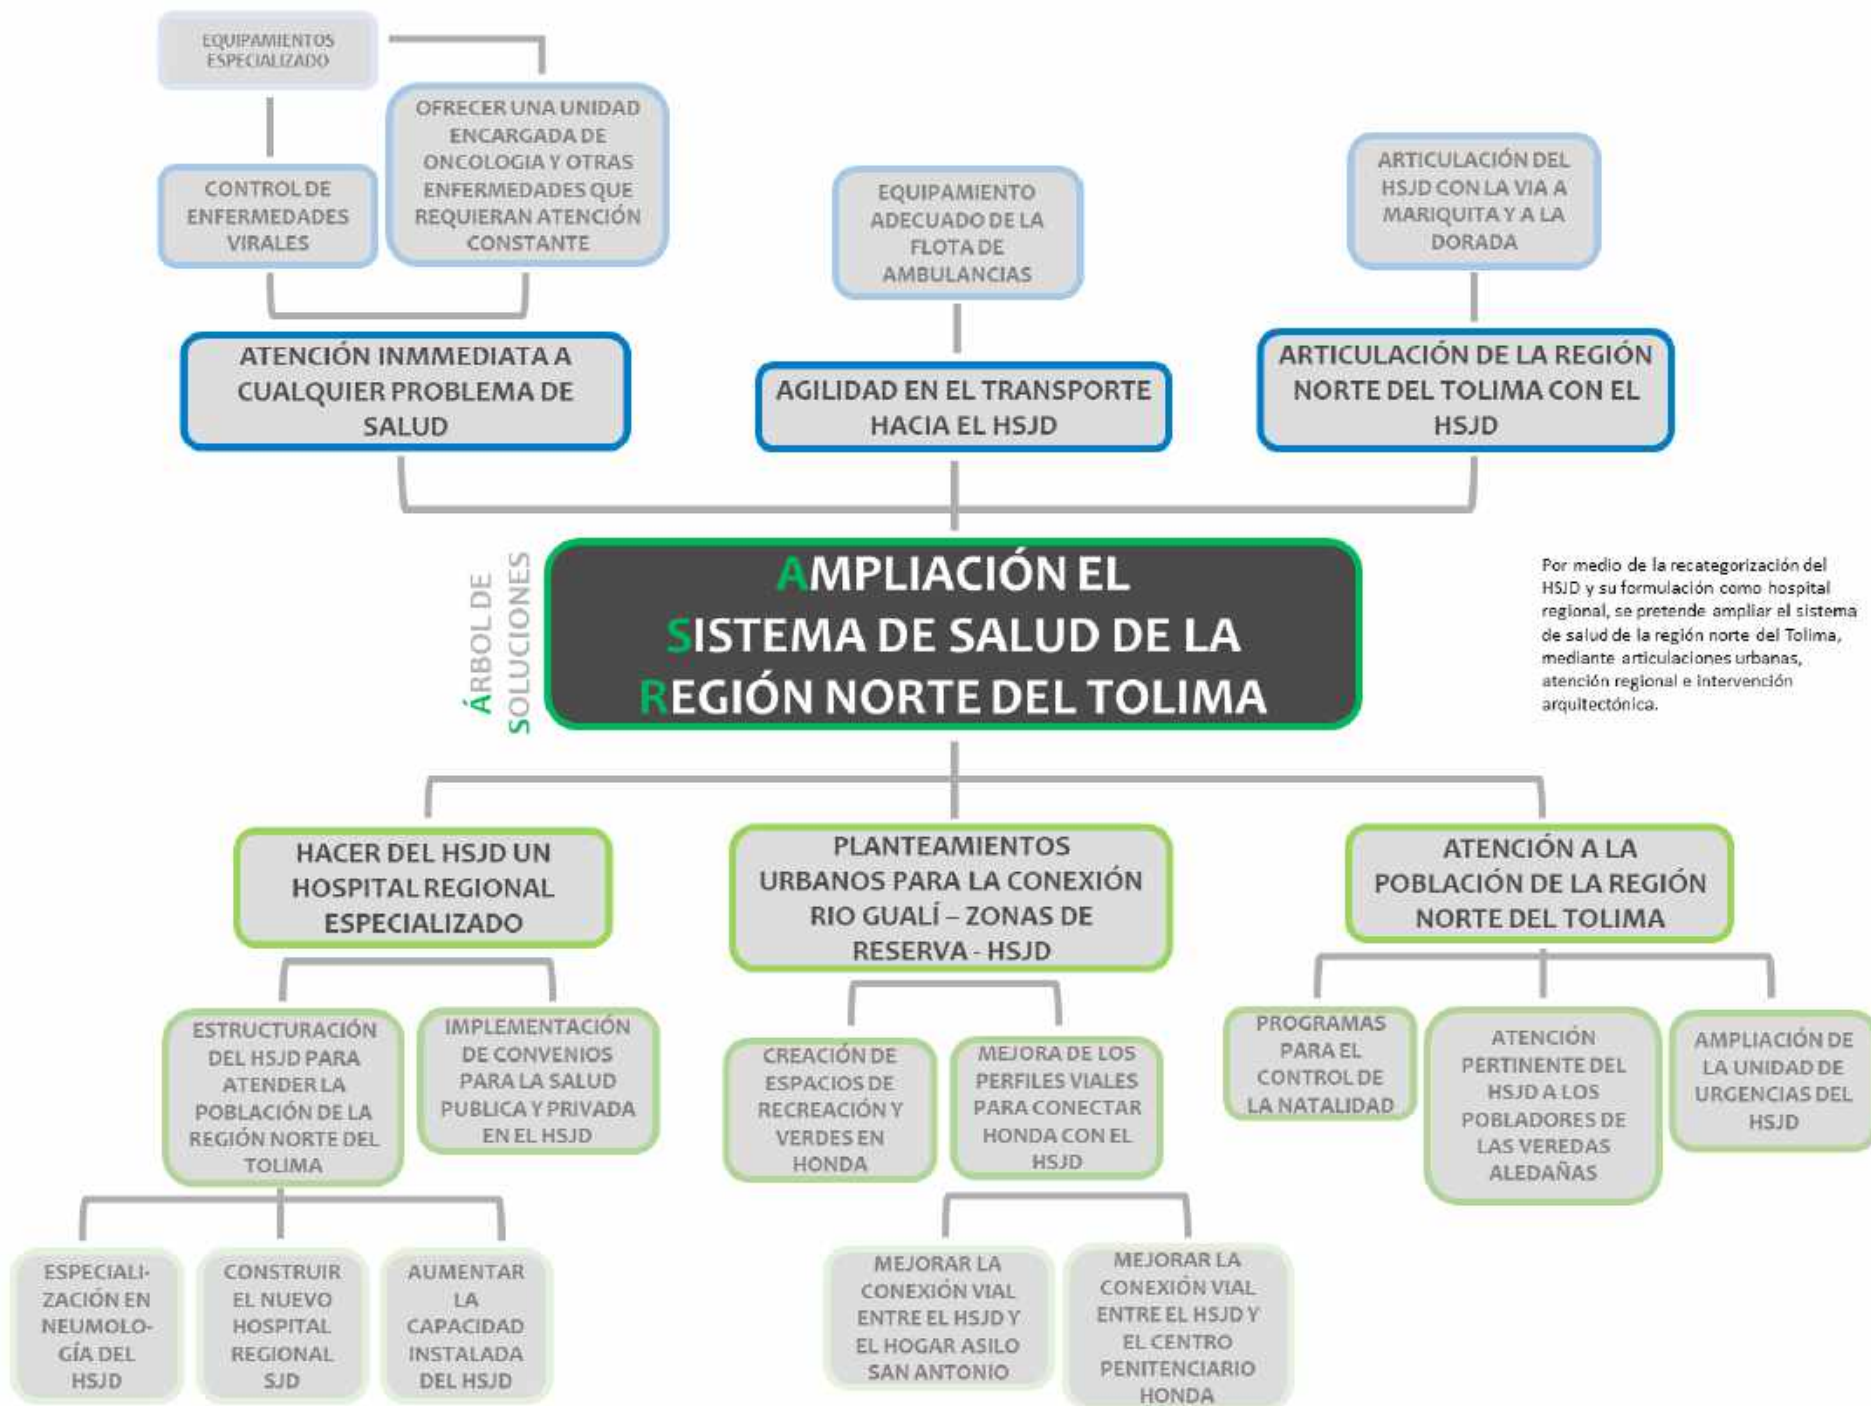 EQUIPAMIENTOS
ESPECIALIZADO
OFRECER UNA UNIDAD
ENCARGADA DE
ONCOLOGIA Y OTRAS
ENFERMEDADES QUE
REQUIERAN ATENCIÓN
CONSTANTE
CONTROL DE
ENFERMEDADES
VIRALES
EQUIPAMIENTO
ADECUADO DE LA
FLOTA DE
AMBULANCIAS
ARTICULACIÓN DEL
HSJD CON LA VIA A
MARIQUITA Y A LA
DORADA
ATENCIÓN INMMEDIATA A
CUALQUIER PROBLEMA DE
SALUD
AGILIDAD EN EL TRANSPORTE
HACIA EL HSJD
ARTICULACIÓN DE LA REGIÓN
NORTE DEL TOLIMA CON EL
HSJD
ÁRBOL DE
SOLUCIONES
AMPLIACIÓN EL
SISTEMA DE SALUD DE LA
REGIÓN NORTE DEL TOLIMA
Por medio de la recategorización del
HSJD y su formulación como hospital
regional, se pretende ampliar el sistema
de salud de la región norte del Tolima,
mediante articulaciones urbanas,
atención regional e intervención
arquitectónica.
HACER DEL HSJD UN
HOSPITAL REGIONAL
ESPECIALIZADO
PLANTEAMIENTOS
URBANOS PARA LA CONEXIÓN
RIO GUALÍ – ZONAS DE
RESERVA - HSJD
ATENCIÓN A LA
POBLACIÓN DE LA REGIÓN
NORTE DEL TOLIMA
ESTRUCTURACIÓN
DEL HSJD PARA
ATENDER LA
POBLACIÓN DE LA
REGIÓN NORTE DEL
TOLIMA
IMPLEMENTACIÓN
DE CONVENIOS
PARA LA SALUD
PUBLICA Y PRIVADA
EN EL HSJD
CREACIÓN DE
ESPACIOS DE
RECREACIÓN Y
VERDES EN
HONDA
MEJORA DE LOS
PERFILES VIALES
PARA CONECTAR
HONDA CON EL
HSJD
PROGRAMAS
PARA EL
CONTROL DE
LA NATALIDAD
ATENCIÓN
PERTINENTE DEL
HSJD A LOS
POBLADORES DE
LAS VEREDAS
ALEDAÑAS
AMPLIACIÓN DE
LA UNIDAD DE
URGENCIAS DEL
HSJD
ESPECIALI-
ZACIÓN EN
NEUMOLO-
GÍA DEL
HSJD
CONSTRUIR
EL NUEVO
HOSPITAL
REGIONAL
SJD
AUMENTAR
LA
CAPACIDAD
INSTALADA
DEL HSJD
MEJORAR LA
CONEXIÓN VIAL
ENTRE EL HSJD Y
EL HOGAR ASILO
SAN ANTONIO
MEJORAR LA
CONEXIÓN VIAL
ENTRE EL HSJD Y
EL CENTRO
PENITENCIARIO
HONDA